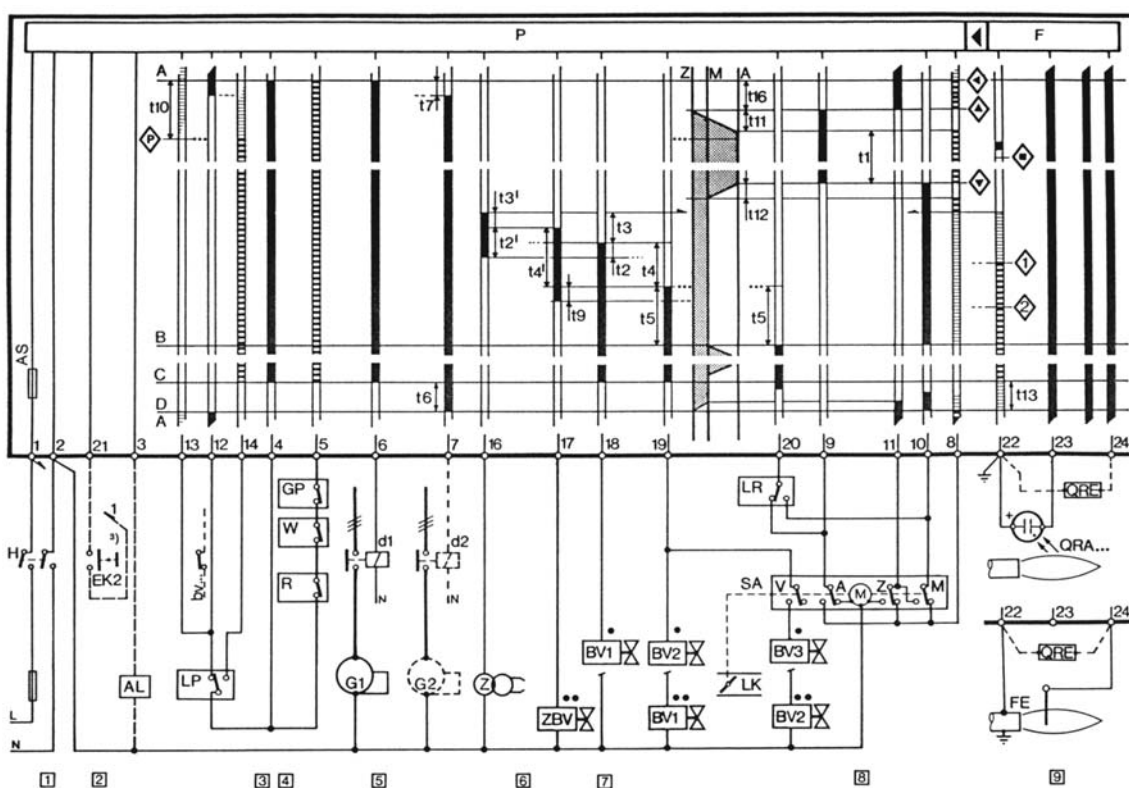 P F
A Z M A
t10 t7 t16
t11
P t1
t3' t12
t2' t3
t4' t2 1
t4
t9 t5 t5 2
B
AS
C
t6 t13
D
A
1 2 21 3 13 12 14 4 5 6 7 16 17 18 19 20 9 11 10 8 22 23 24
GP LR QRE
1
3) W d1 d2 +
H QRA...
EK2 bv... R N N SA V A M Z M
22 23 24
BV1 BV2 BV3 QRE
LP G1 G2 Z LK
AL FE
L ZBV BV1 BV2
N
1 2 3 4 5 6 7 8 9